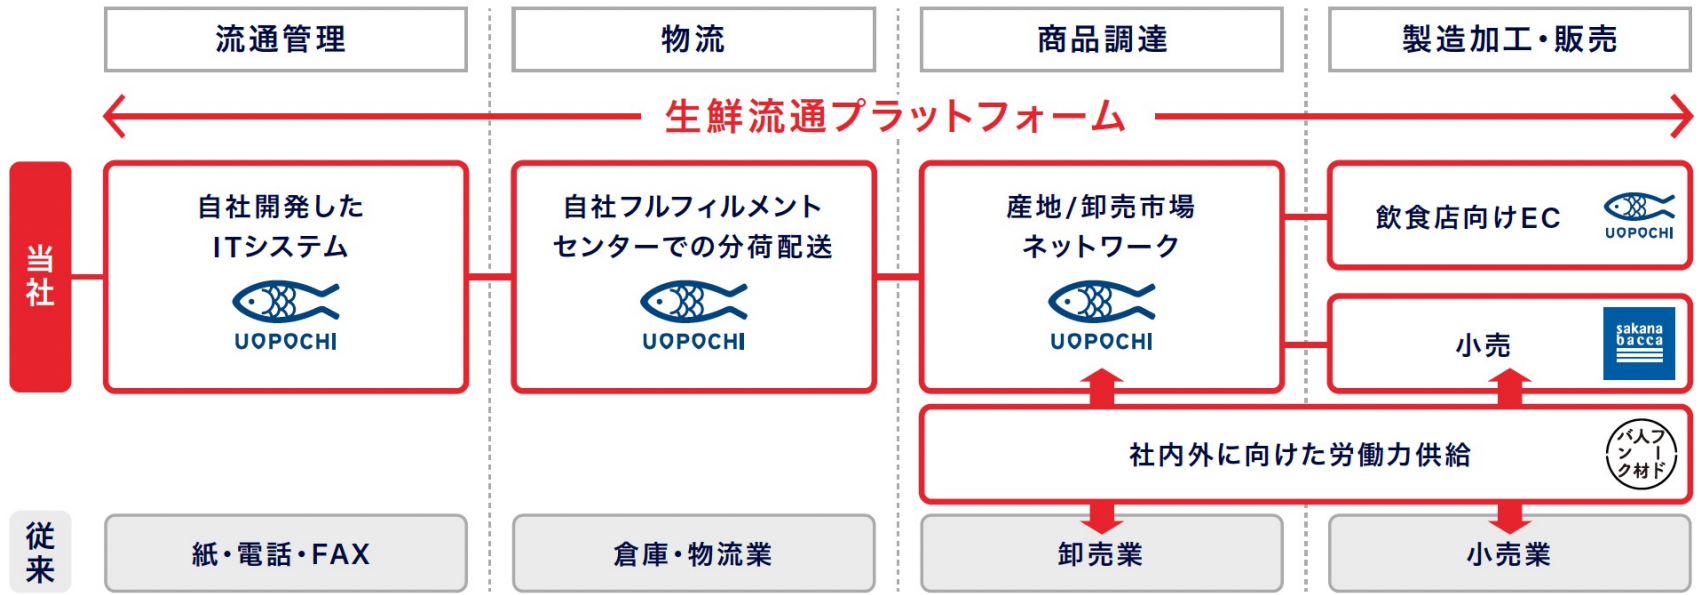 流通管理
物流
商品調達
製造加工・販売
生鮮流通プラットフォーム
当社
自社開発した
ITシステム
UOPOCHI
自社フルフィルメント
センターでの分荷配送
UOPOCHI
産地/卸売市場
ネットワーク
UOPOCHI
飲食店向けEC
UOPOCHI
小売
sakana
bacca
社内外に向けた労働力供給
フード
人材
バンク
従来
紙・電話・FAX
倉庫・物流業
卸売業
小売業